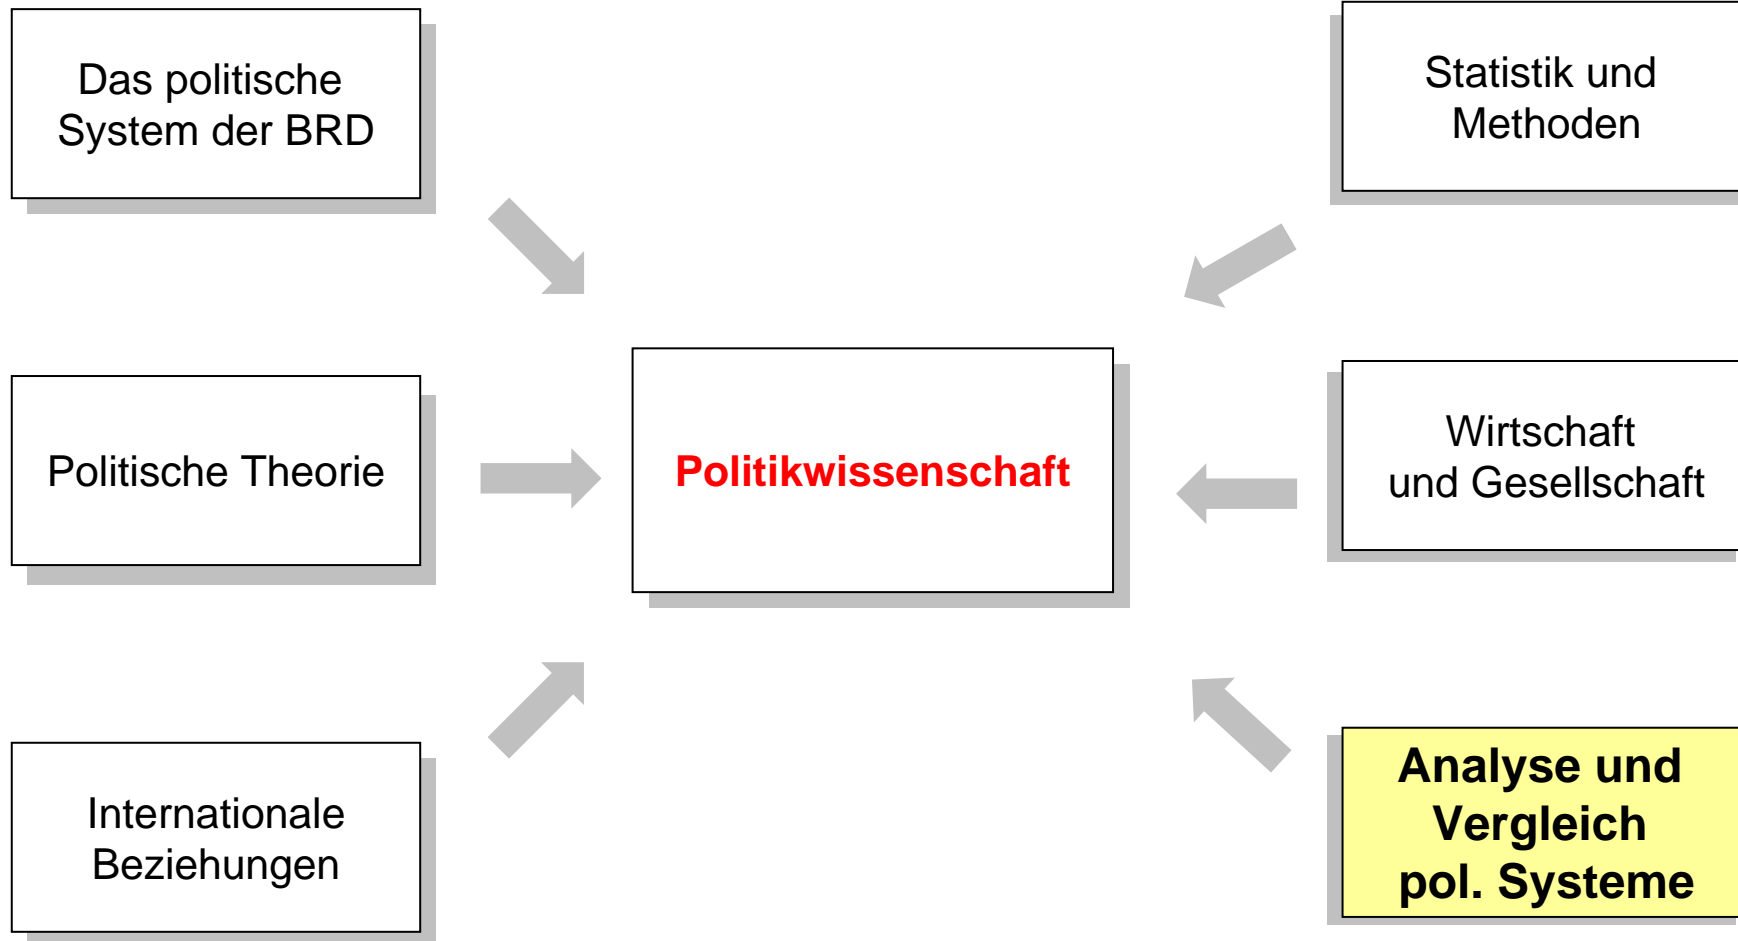 Das politische
System der BRD
Statistik und
Methoden
Politische Theorie
Politikwissenschaft
Wirtschaft
und Gesellschaft
Internationale
Beziehungen
Analyse und
Vergleich
pol. Systeme